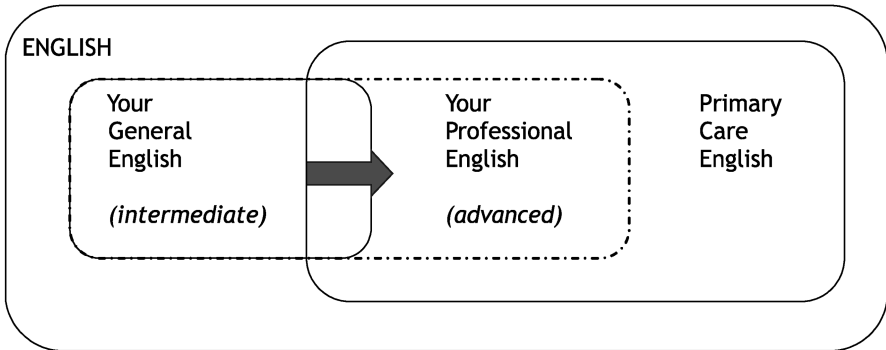 ENGLISH
Your
General
English
(intermediate)
Your
Professional
English
(advanced)
Primary
Care
English